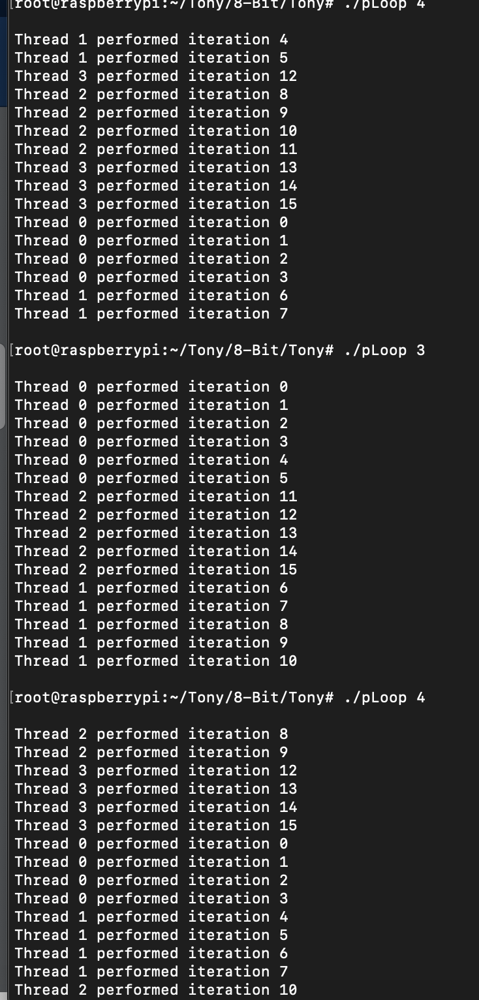 [root@raspberrypi:~/Tony/8-Bit/Tony# ./pLoop 4
Thread 1 performed iteration 4
Thread 1 performed iteration 5
Thread 3 performed iteration 12
Thread 2 performed iteration 8
Thread 2 performed iteration 9
Thread 2 performed iteration 10
Thread 2 performed iteration 11
Thread 3 performed iteration 13
Thread 3 performed iteration 14
Thread 3 performed iteration 15
Thread 0 performed iteration 0
Thread 0 performed iteration 1
Thread 0 performed iteration 2
Thread 0 performed iteration 3
Thread 1 performed iteration 6
Thread 1 performed iteration 7
[root@raspberrypi:~/Tony/8-Bit/Tony# ./pLoop 3
Thread 0 performed iteration 0
Thread 0 performed iteration 1
Thread 0 performed iteration 2
Thread 0 performed iteration 3
Thread 0 performed iteration 4
Thread 0 performed iteration 5
Thread 2 performed iteration 11
Thread 2 performed iteration 12
Thread 2 performed iteration 13
Thread 2 performed iteration 14
Thread 2 performed iteration 15
Thread 1 performed iteration 6
Thread 1 performed iteration 7
Thread 1 performed iteration 8
Thread 1 performed iteration 9
Thread 1 performed iteration 10
[root@raspberrypi:~/Tony/8-Bit/Tony# ./pLoop 4
Thread 2 performed iteration 8
Thread 2 performed iteration 9
Thread 3 performed iteration 12
Thread 3 performed iteration 13
Thread 3 performed iteration 14
Thread 3 performed iteration 15
Thread 0 performed iteration 0
Thread 0 performed iteration 1
Thread 0 performed iteration 2
Thread 0 performed iteration 3
Thread 1 performed iteration 4
Thread 1 performed iteration 5
Thread 1 performed iteration 6
Thread 1 performed iteration 7
Thread 2 performed iteration 10